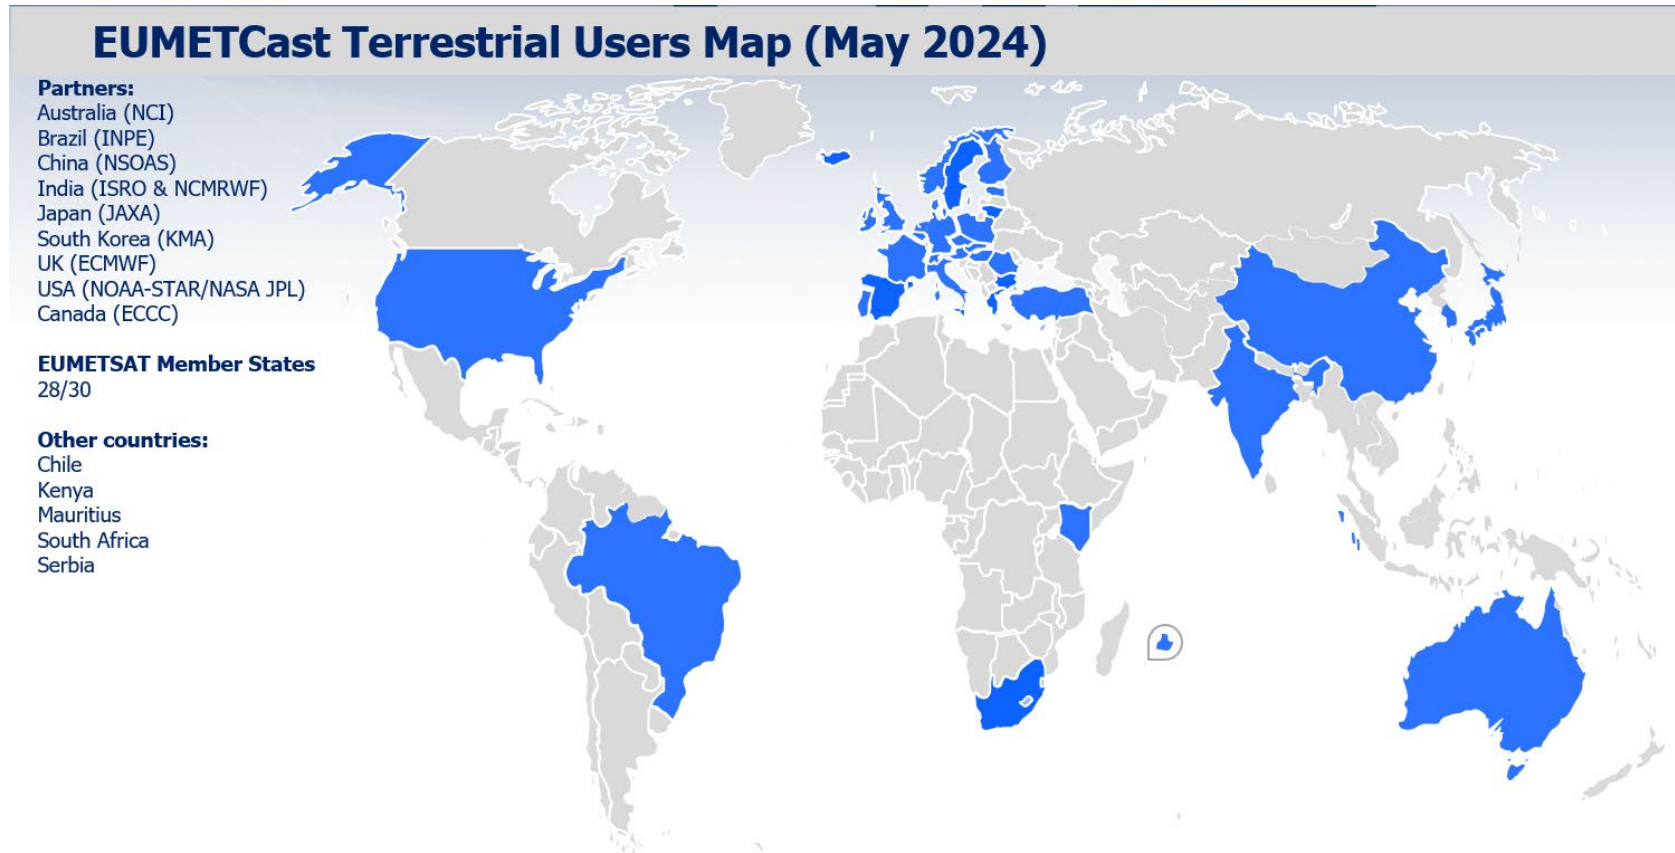 EUMETCast Terrestrial Users Map (May 2024)
Partners:
Australia (NCI)
Brazil (INPE)
China (NSOAS)
India (ISRO & NCMRWF)
Japan (JAXA)
South Korea (KMA)
UK (ECMWF)
USA (NOAA-STAR/NASA JPL)
Canada (ECCC)
EUMETSAT Member States
28/30
Other countries:
Chile
Kenya
Mauritius
South Africa
Serbia